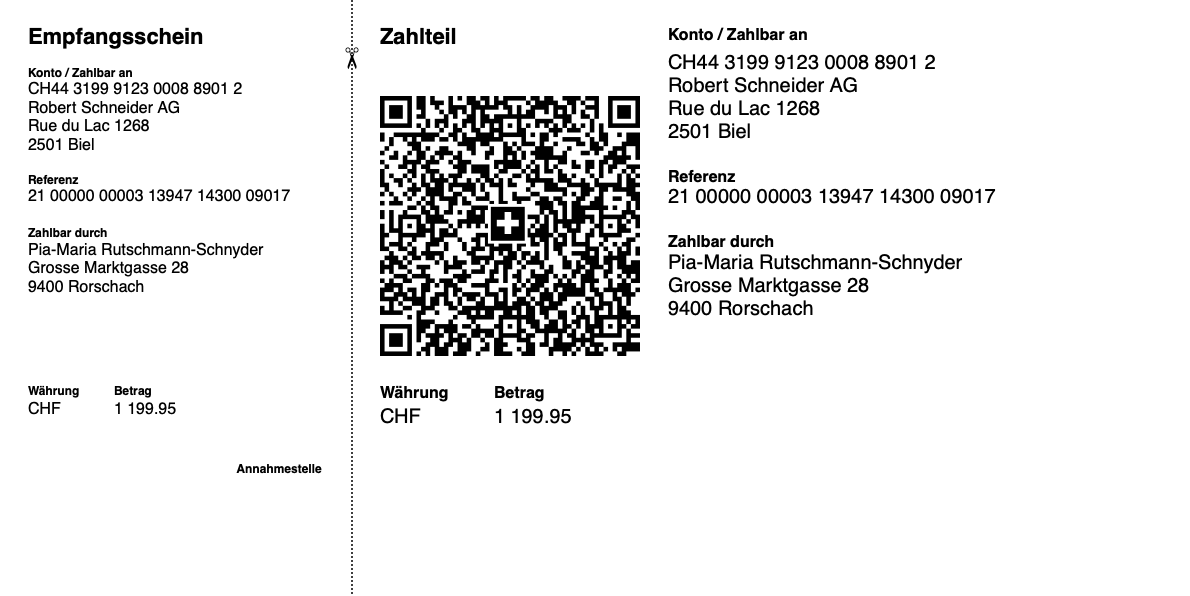 Empfangsschein
Konto / Zahlbar an
CH44 3199 9123 0008 8901 2
Robert Schneider AG
Rue du Lac 1268
2501 Biel
Referenz
21 00000 00003 13947 14300 09017
Zahlbar durch
Pia-Maria Rutschmann-Schnyder
Grosse Marktgasse 28
9400 Rorschach
Währung Betrag
CHF 1 199.95
Annahmestelle
Zahlteil
Währung Betrag
CHF 1 199.95
Konto / Zahlbar an
CH44 3199 9123 0008 8901 2
Robert Schneider AG
Rue du Lac 1268
2501 Biel
Referenz
21 00000 00003 13947 14300 09017
Zahlbar durch
Pia-Maria Rutschmann-Schnyder
Grosse Marktgasse 28
9400 Rorschach